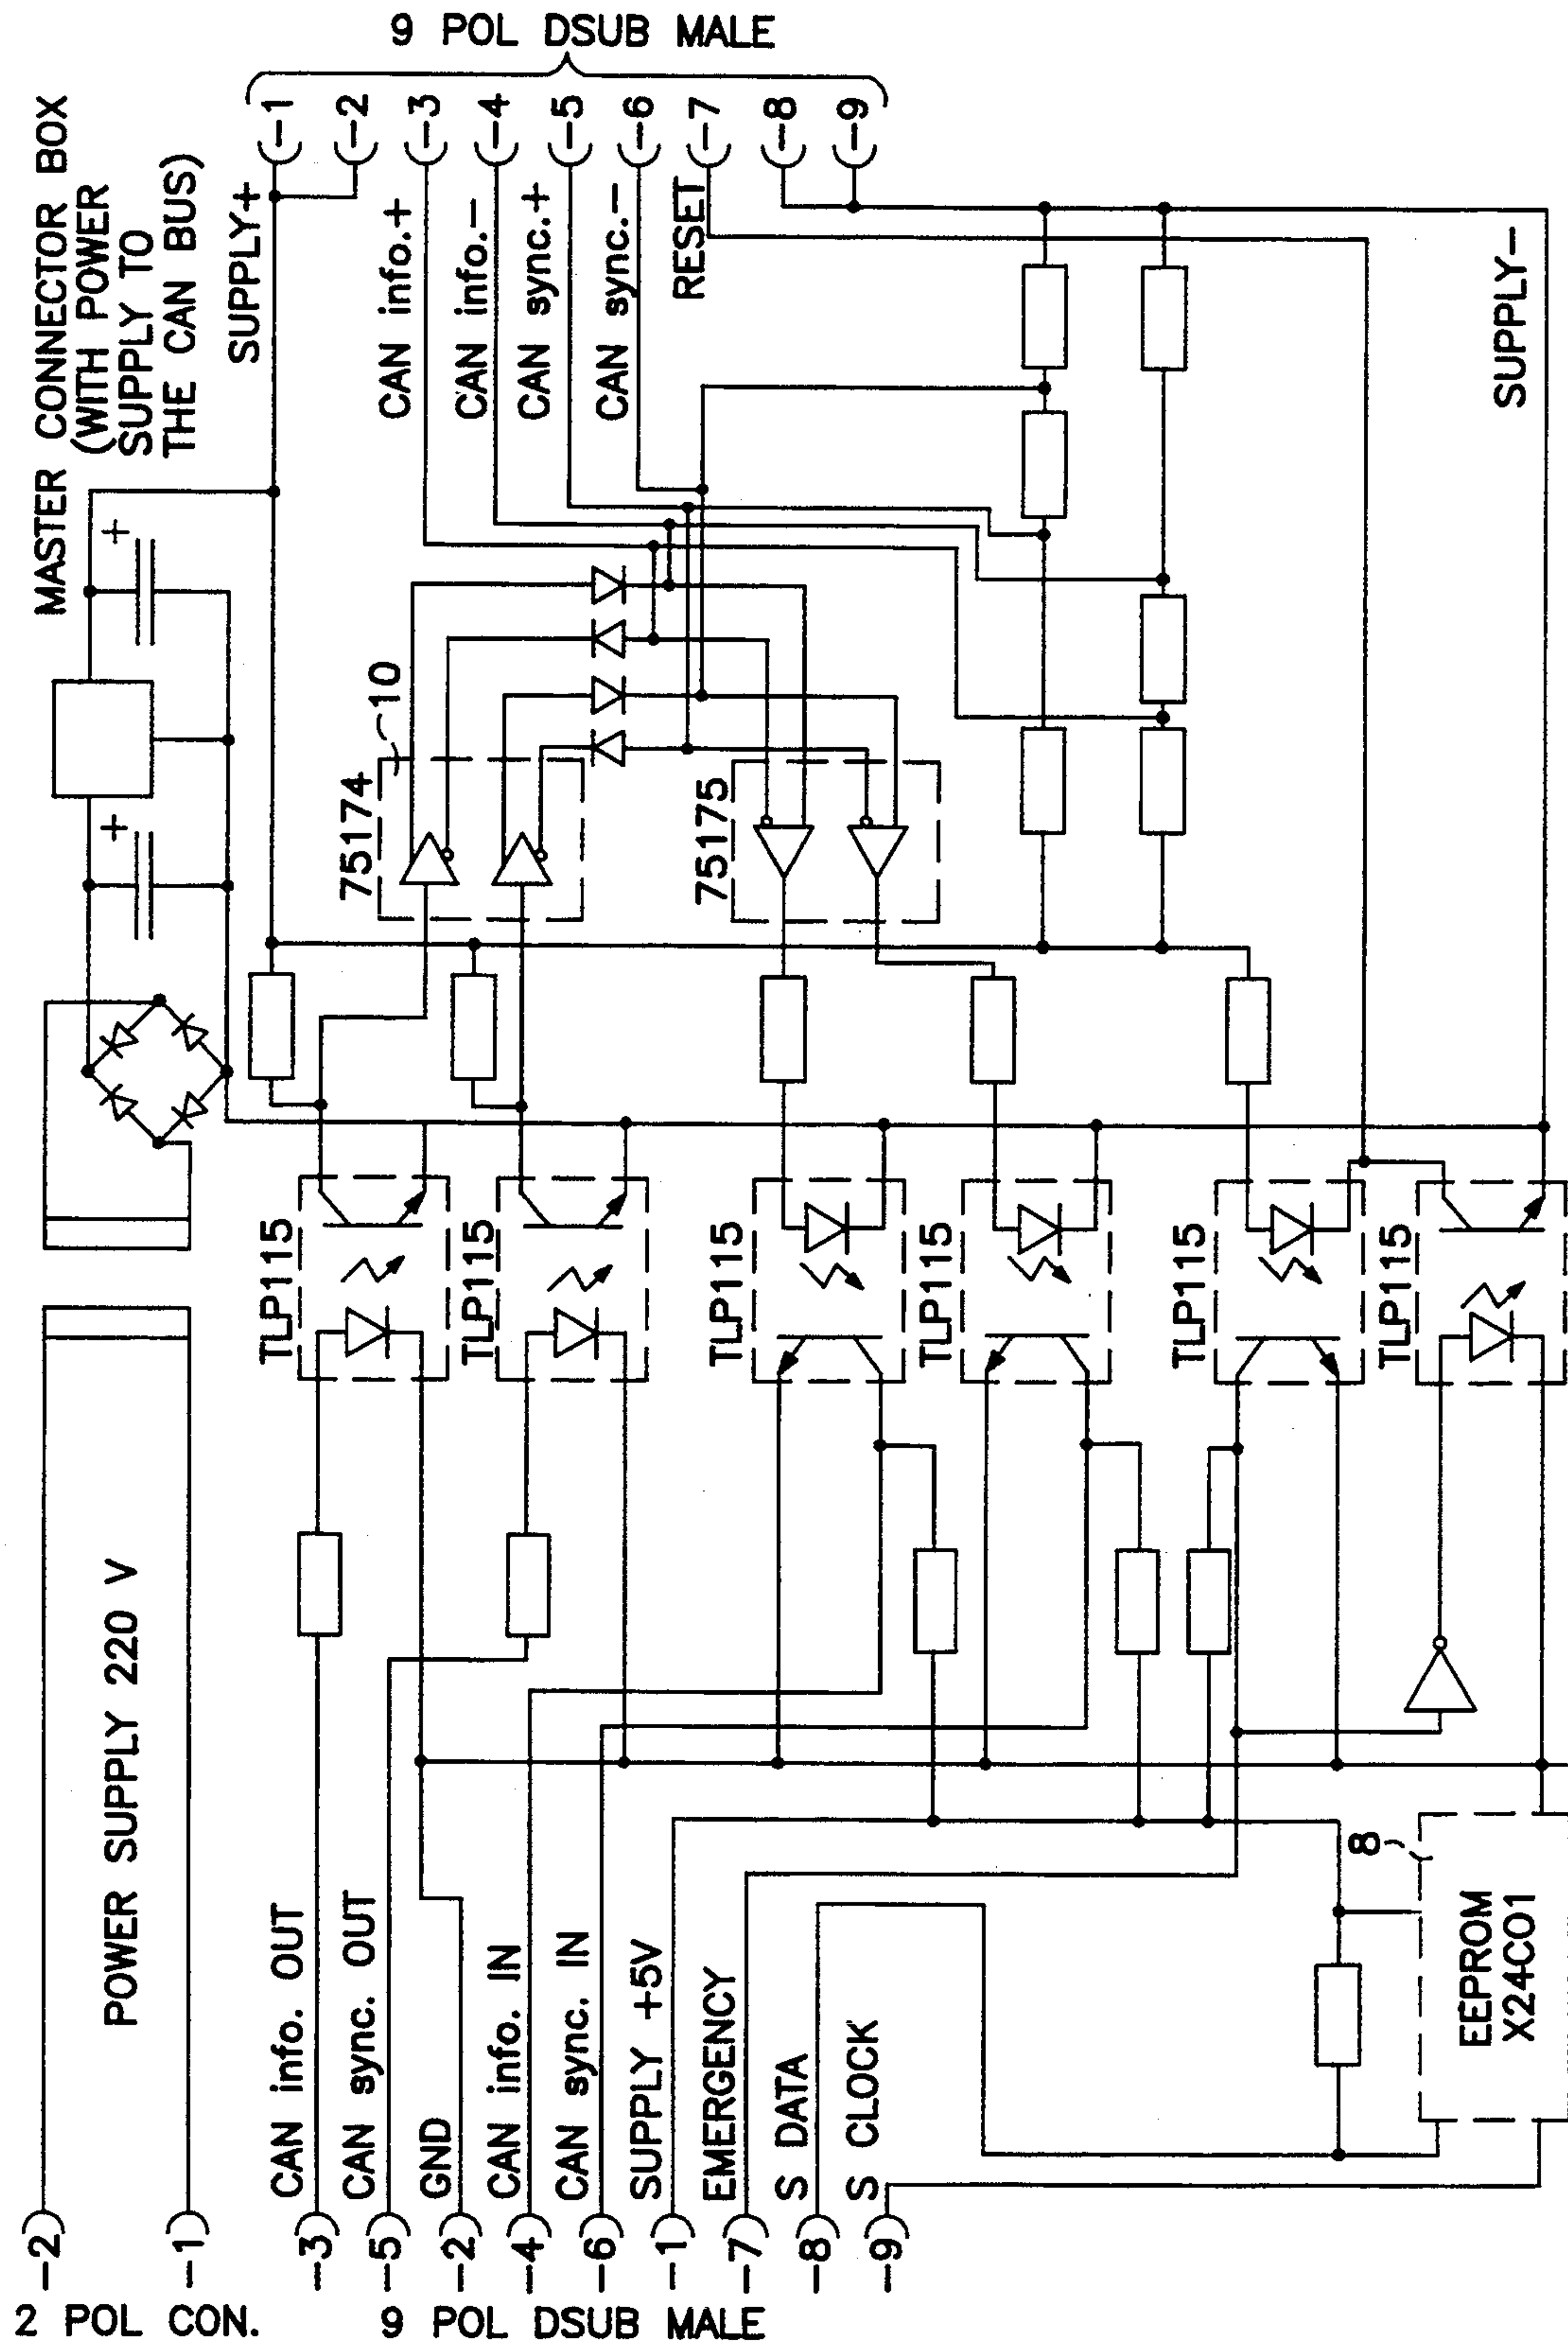 9 POL DSUB MALE
MASTER CONNECTOR BOX
(WITH POWER
SUPPLY TO
THE CAN BUS)
-1
-2
-3
-4
-5
-6
-7
-8
-9
SUPPLY+
CAN info.+
CAN info.-
CAN sync.+
CAN sync.-
RESET
SUPPLY-
+
+
10
75174
75175
TLP115
TLP115
TLP115
TLP115
TLP115
TLP115
POWER SUPPLY 220 V
CAN info. OUT
CAN sync. OUT
GND
CAN info. IN
CAN sync. IN
SUPPLY +5V
EMERGENCY
S DATA
S CLOCK
8
EEPROM
X24C01
-2
-1
-3
-5
-2
-4
-6
-1
-7
-8
-9
2 POL CON.
9 POL DSUB MALE